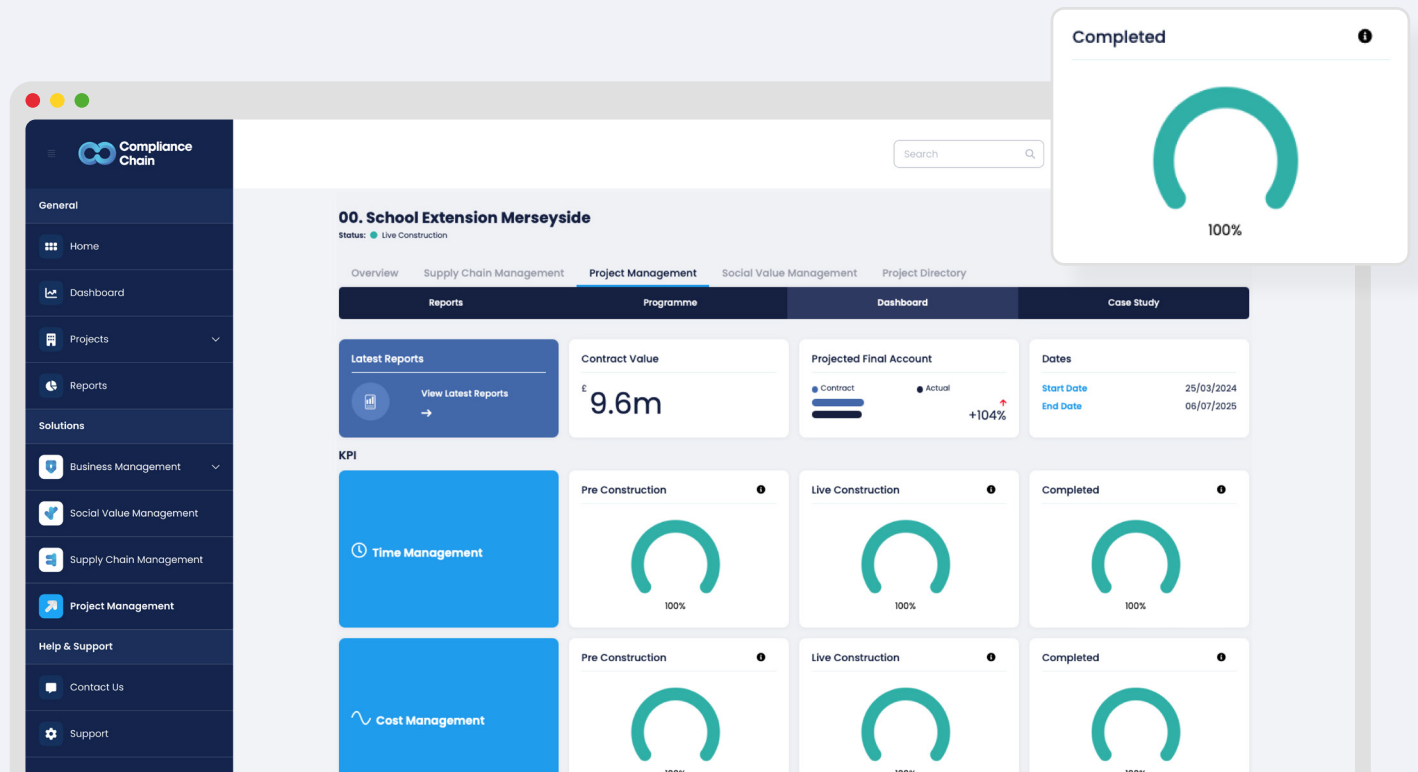 Completed
100%
Compliance
Chain
Search
General
Home
Dashboard
Projects
Reports
Solutions
Business Management
Social Value Management
Supply Chain Management
Project Management
Help & Support
Contact Us
Support
00. School Extension Merseyside
Status: Live Construction
Overview Supply Chain Management Project Management Social Value Management Project Directory
Reports Programme Dashboard Case Study
Latest Reports
View Latest Reports
Contract Value
£9.6m
Projected Final Account
Contract Actual
+104%
Dates
Start Date 25/03/2024
End Date 06/07/2025
KPI
Time Management
Pre Construction
100%
Live Construction
100%
Completed
100%
Cost Management
Pre Construction
100%
Live Construction
100%
Completed
100%